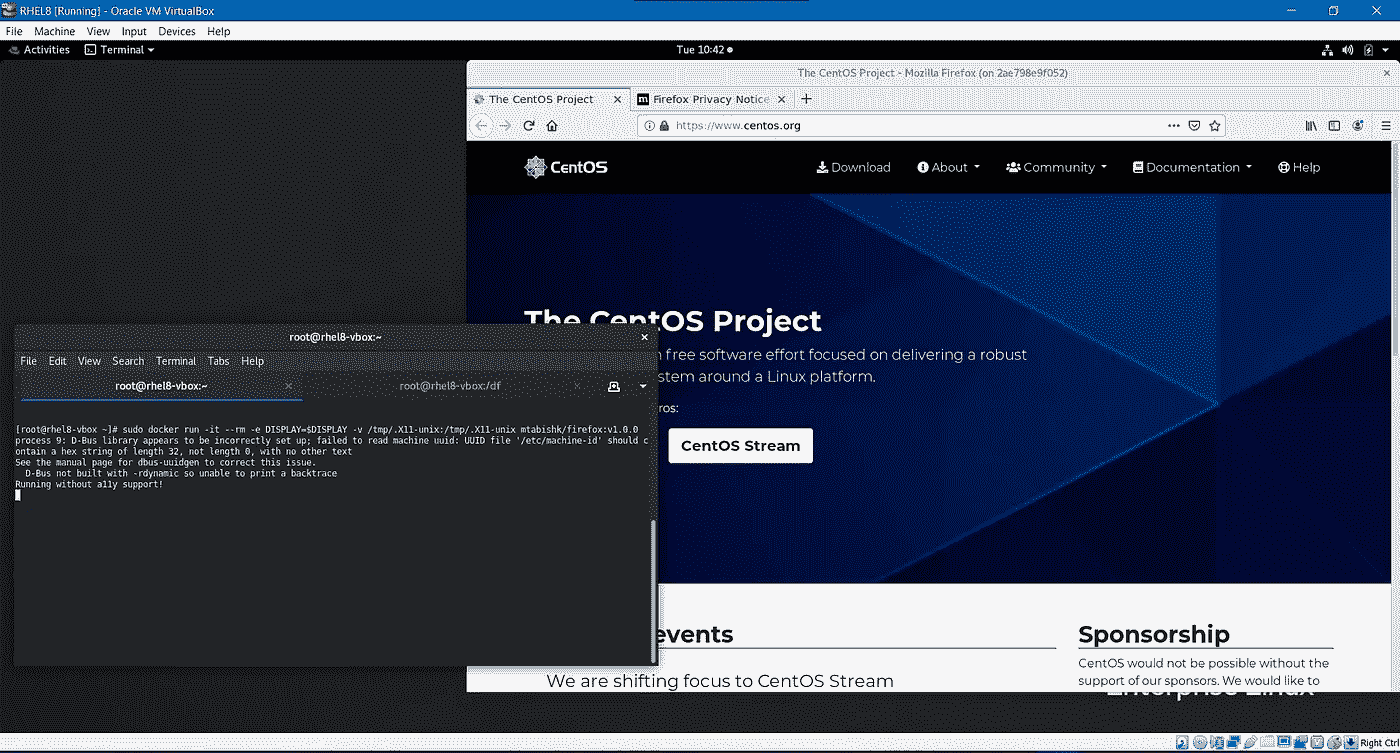 RHEL8 [Running] - Oracle VM VirtualBox
File Machine View Input Devices Help
Activities Terminal Tue 10:42
The CentOS Project - Mozilla Firefox (on 2ae798e9f052)
The CentOS Project Firefox Privacy Notice
https://www.centos.org
CentOS Download About Community Documentation Help
The CentOS Project
n free software effort focused on delivering a robust
stem around a Linux platform.
ros:
CentOS Stream
root@rhel8-vbox:~
File Edit View Search Terminal Tabs Help
root@rhel8-vbox:~ root@rhel8-vbox:/df
[root@rhel8-vbox ~]# sudo docker run -it --rm -e DISPLAY=$DISPLAY -v /tmp/.X11-unix:/tmp/.X11-unix mtabishk/firefox:v1.0.0
process 9: D-Bus library appears to be incorrectly set up; failed to read machine uuid: UUID file '/etc/machine-id' should c
ontain a hex string of length 32, not length 0, with no other text
See the manual page for dbus-uuidgen to correct this issue.
D-Bus not built with -rdynamic so unable to print a backtrace
Running without a11y support!
events
We are shifting focus to CentOS Stream
Sponsorship
CentOS would not be possible without the
support of our sponsors. We would like to
Enterprise Linux
Right Ctrl